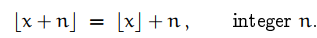 ⌊x + n⌋ = ⌊x⌋ + n, integer n.